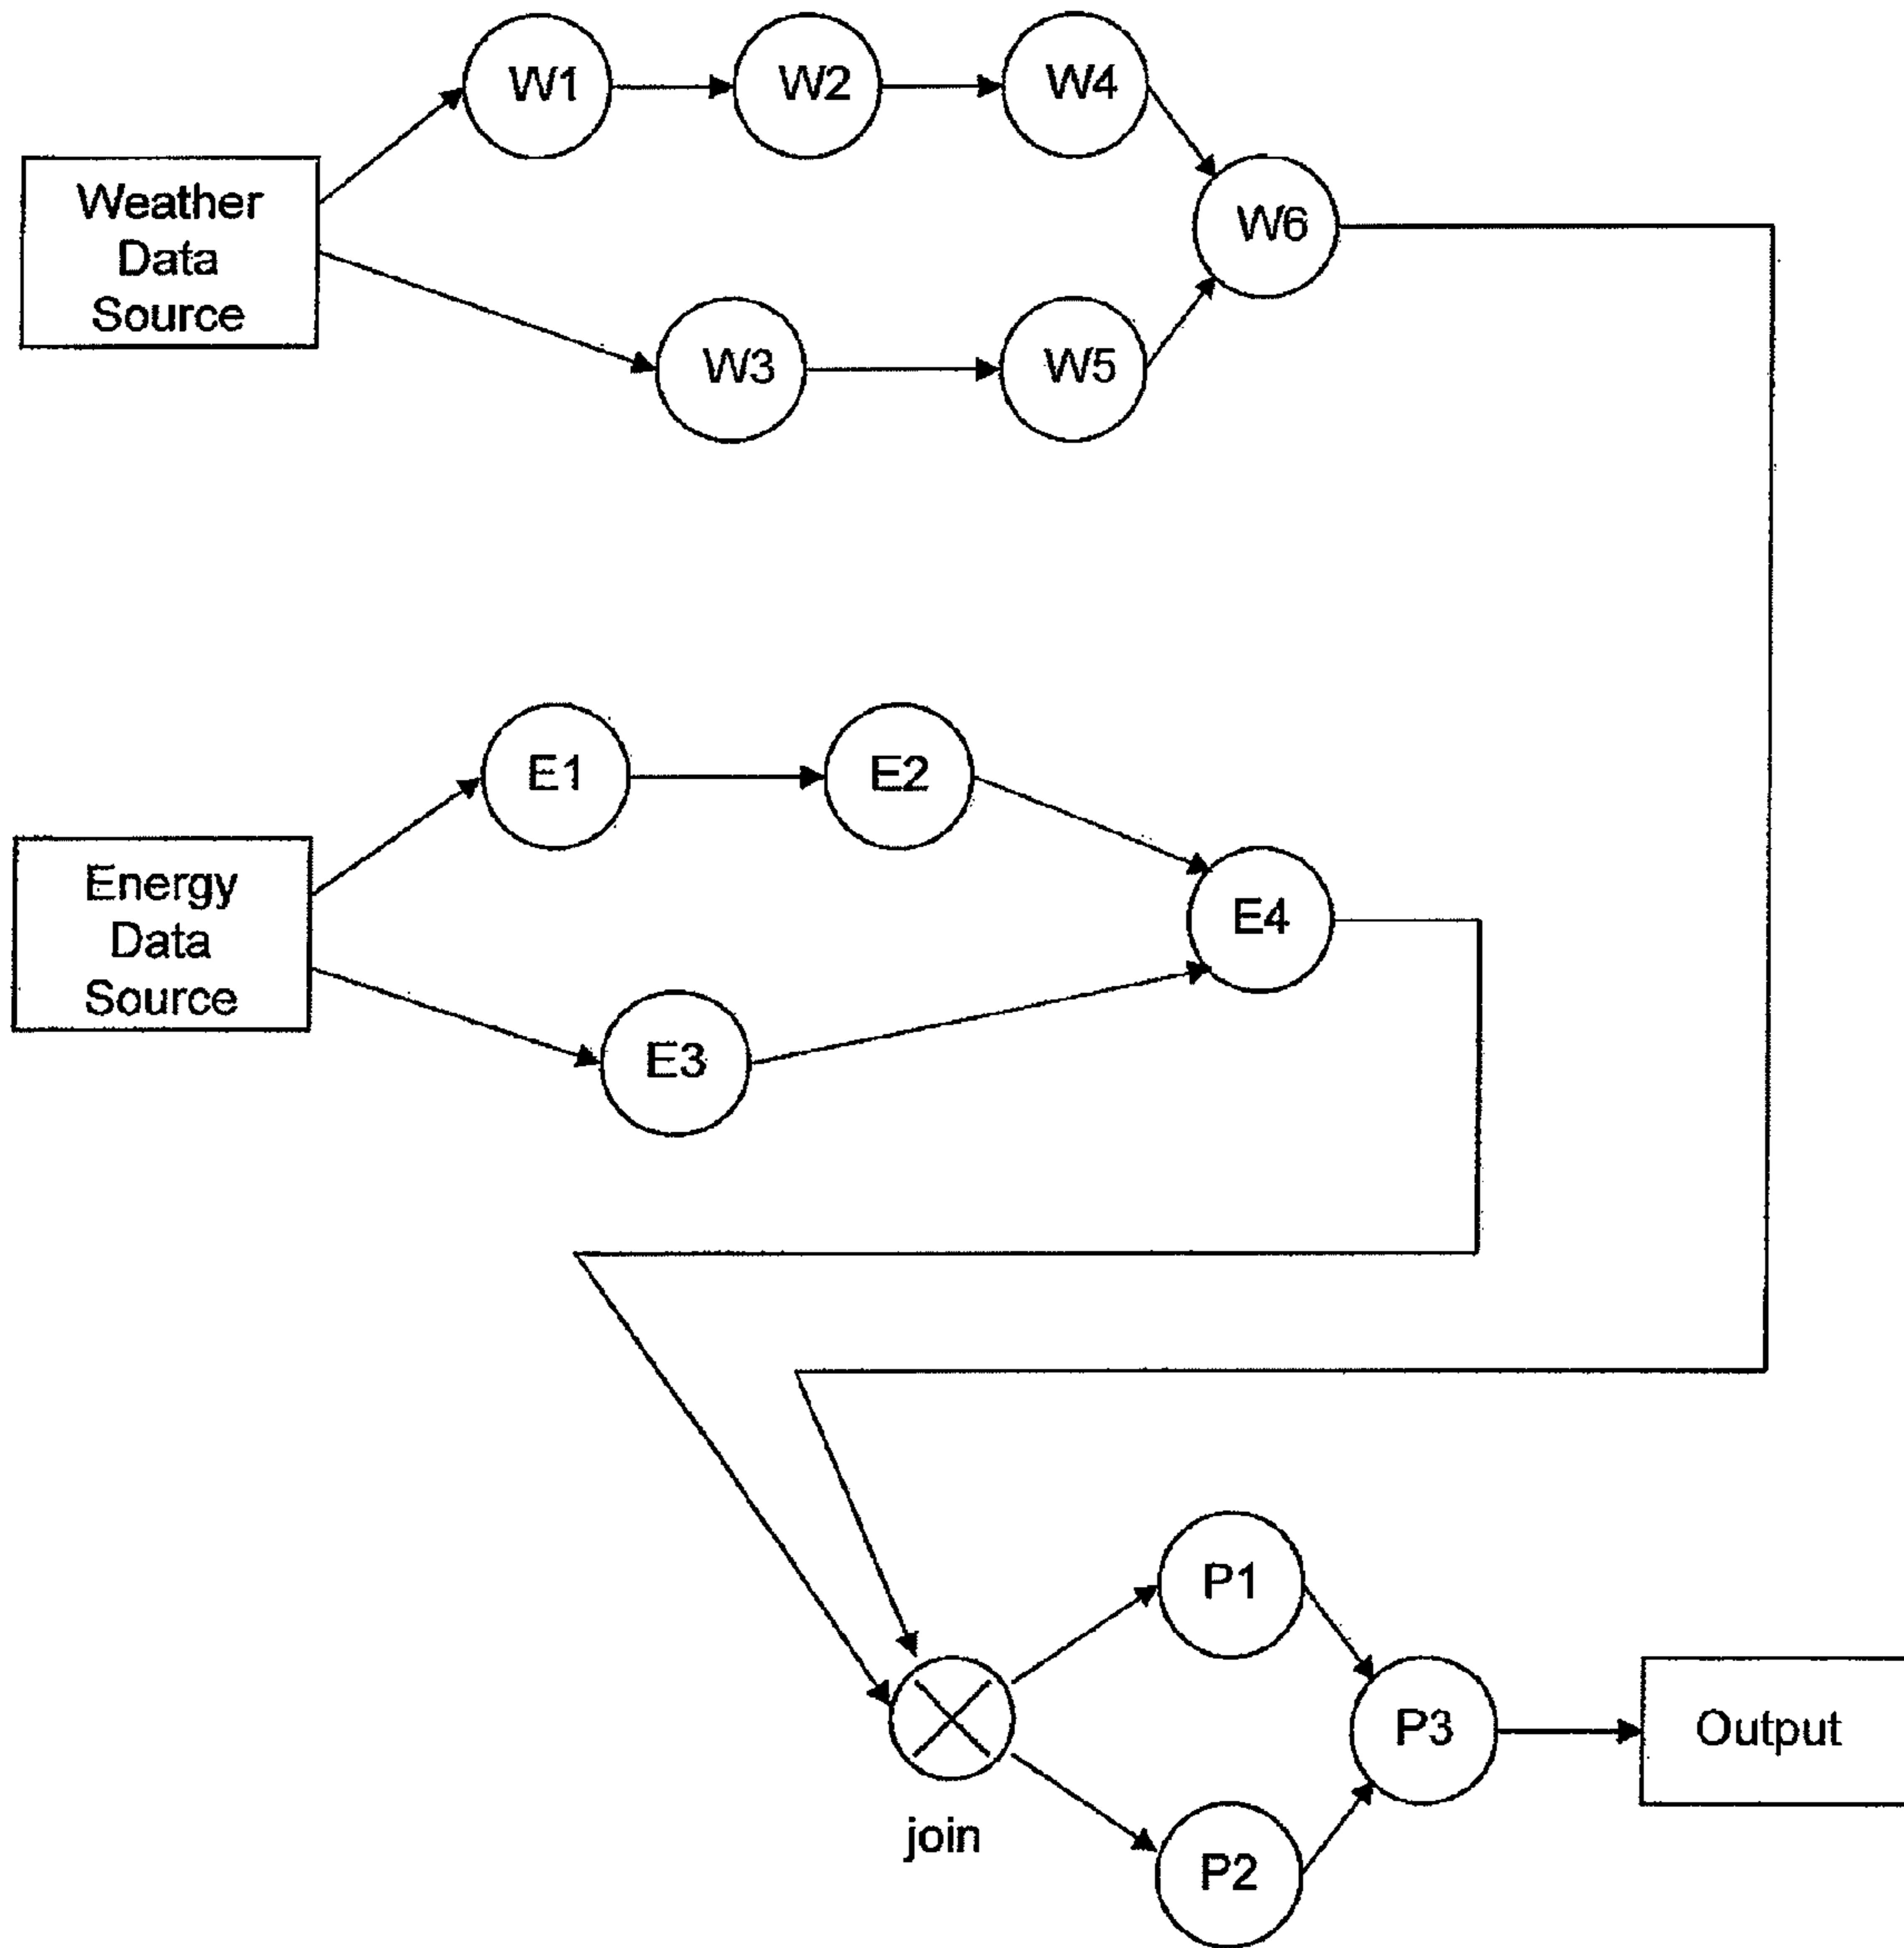 W1
W2
W4
Weather
Data
Source
W6
W3
W5
E1
E2
Energy
Data
Source
E4
E3
P1
P3
Output
join
P2